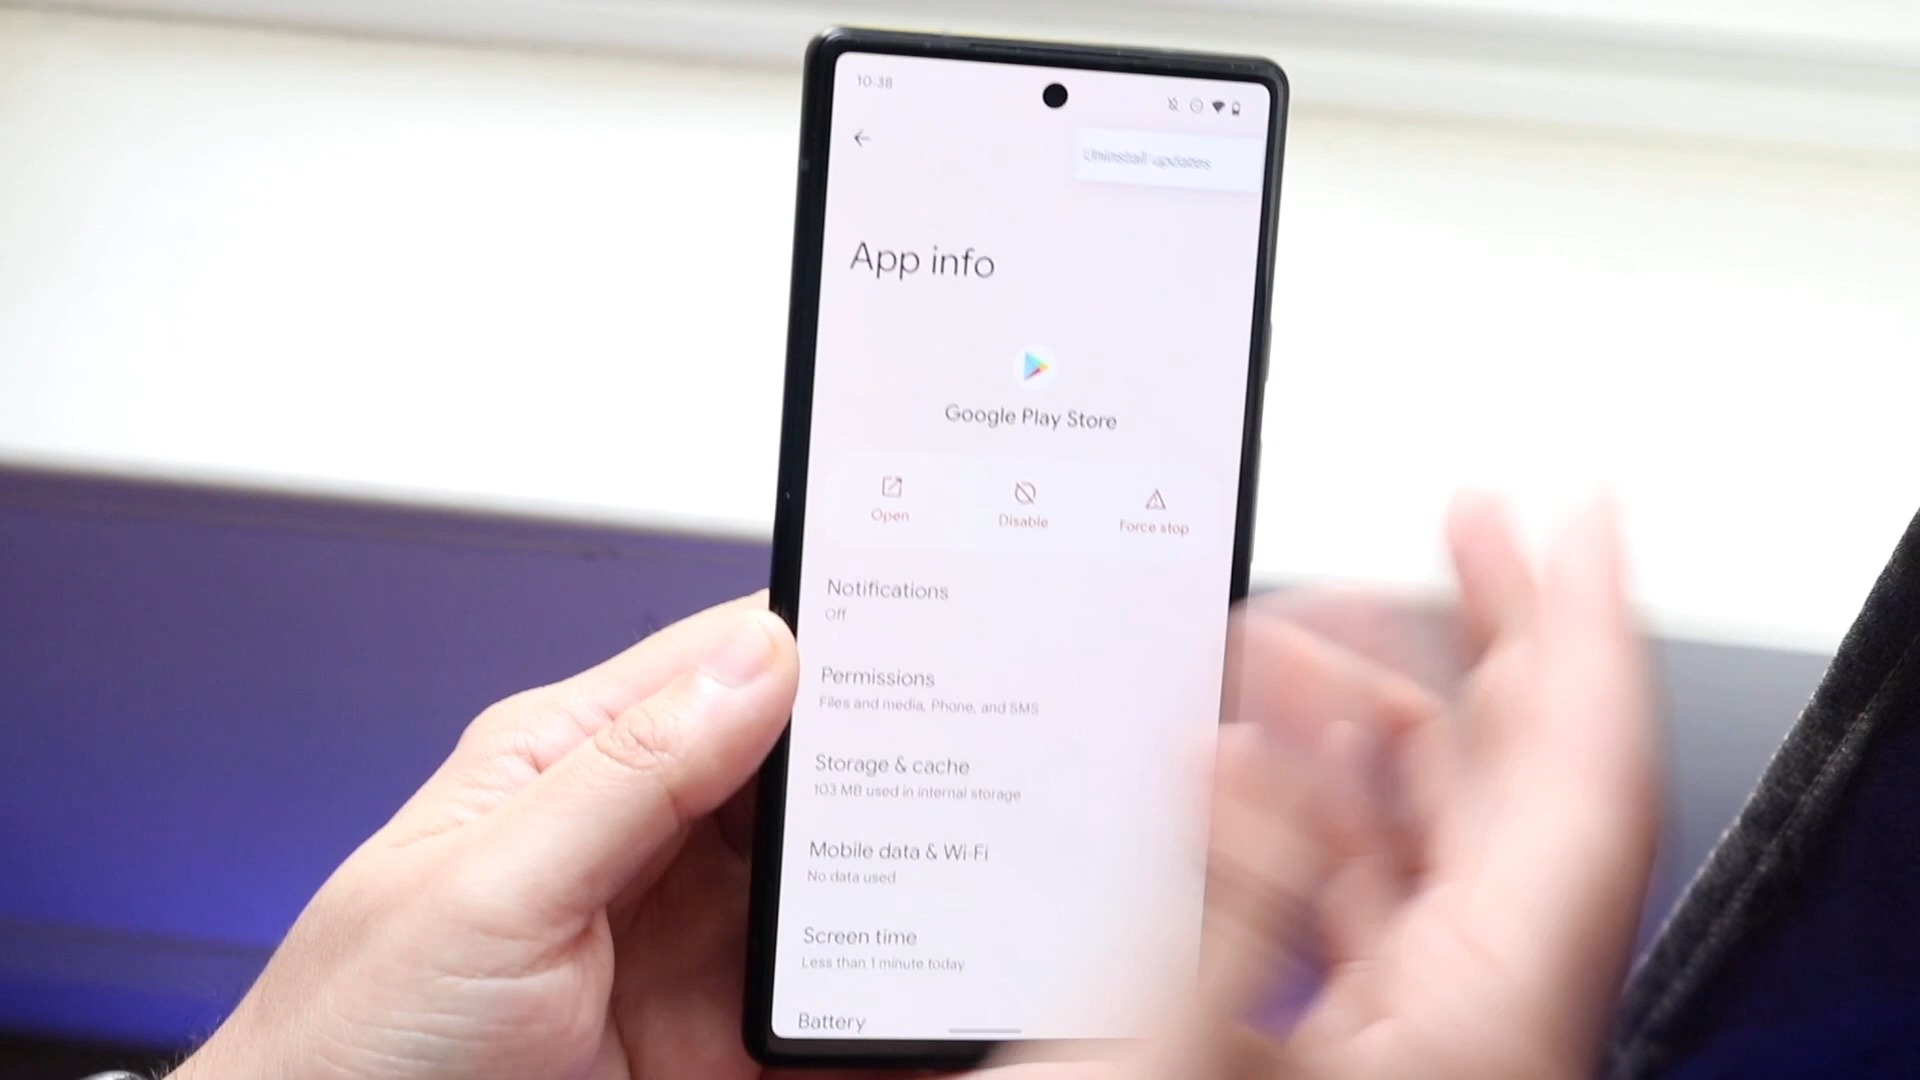 10:38
Uninstall updates
App info
Google Play Store
Open
Disable
Force stop
Notifications
Off
Permissions
Files and media, Phone, and SMS
Storage & cache
103 MB used in internal storage
Mobile data & Wi-Fi
No data used
Screen time
Less than 1 minute today
Battery